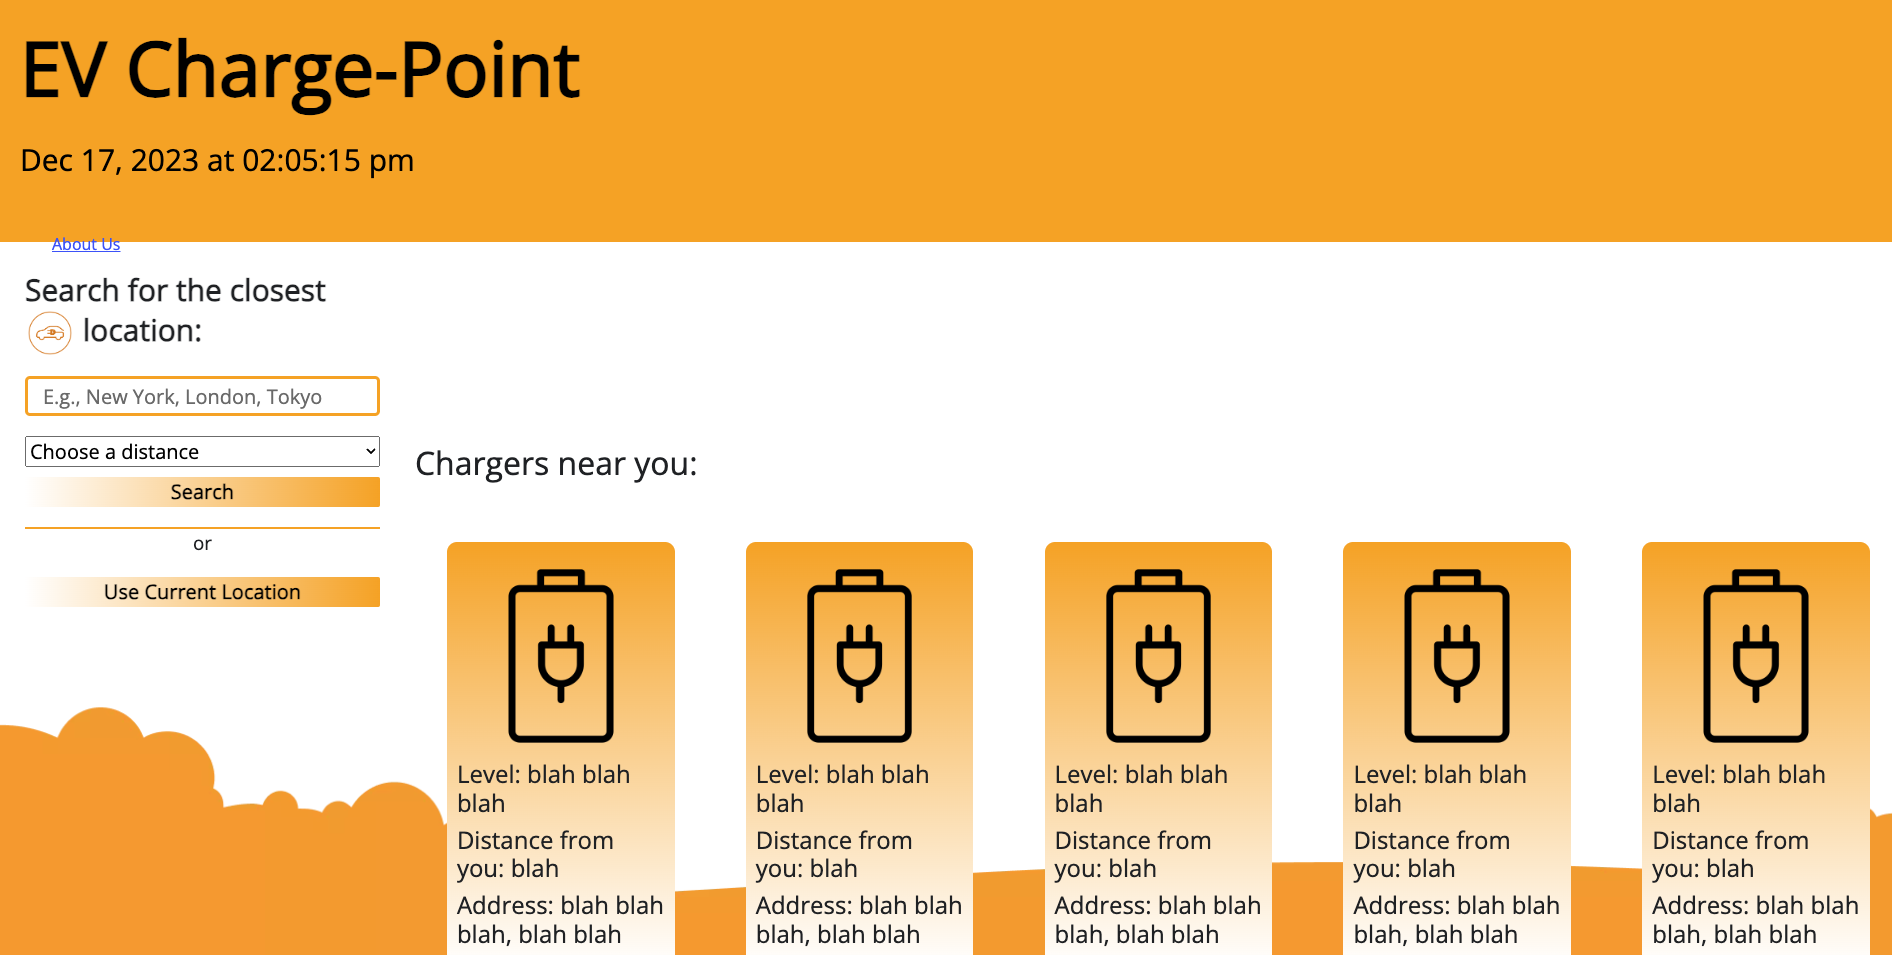 EV Charge-Point
Dec 17, 2023 at 02:05:15 pm
About Us
Search for the closest
location:
E.g., New York, London, Tokyo
Choose a distance
Search
or
Use Current Location
Chargers near you:
Level: blah blah
blah
Distance from
you: blah
Address: blah blah
blah, blah blah
Level: blah blah
blah
Distance from
you: blah
Address: blah blah
blah, blah blah
Level: blah blah
blah
Distance from
you: blah
Address: blah blah
blah, blah blah
Level: blah blah
blah
Distance from
you: blah
Address: blah blah
blah, blah blah
Level: blah blah
blah
Distance from
you: blah
Address: blah blah
blah, blah blah